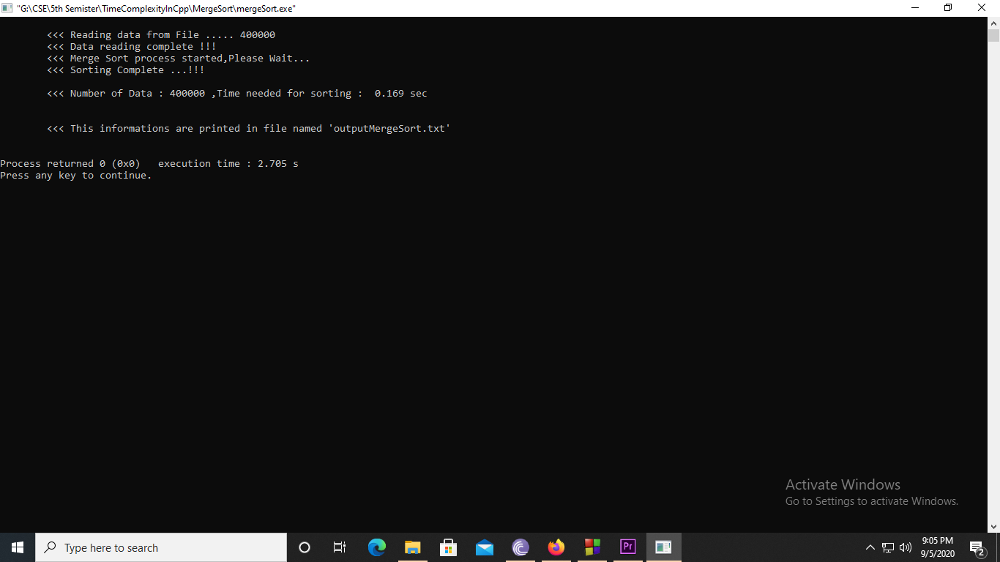 "G:\CSE\5th Semister\TimeComplexityInCpp\MergeSort\mergeSort.exe"
<<< Reading data from File ..... 400000
<<< Data reading complete !!!
<<< Merge Sort process started,Please Wait...
<<< Sorting Complete ...!!!
<<< Number of Data : 400000 ,Time needed for sorting :  0.169 sec
<<< This informations are printed in file named 'outputMergeSort.txt'
Process returned 0 (0x0)   execution time : 2.705 s
Press any key to continue.
Activate Windows
Go to Settings to activate Windows.
Type here to search
Pr
9:05 PM
9/5/2020
2